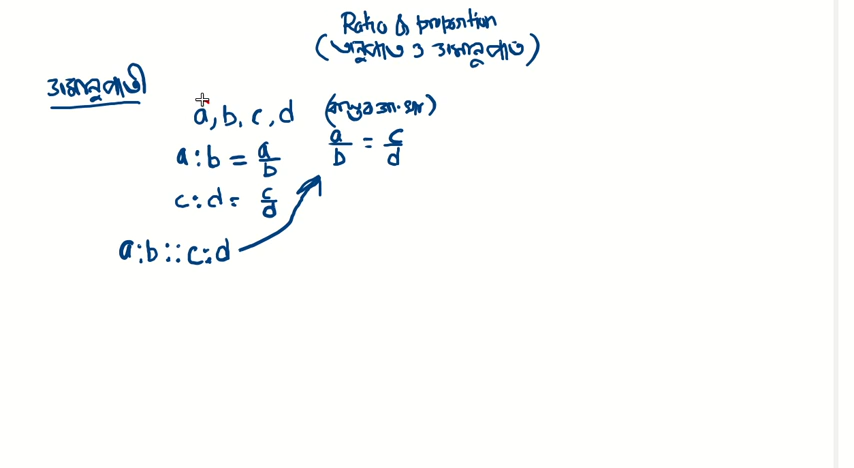 Ratio & proportion
(অনুপাত ও সমানুপাত)
সমানুপাতী
a, b, c, d
a : b = a/b
a/b = c/d
c : d = c/d
a : b :: c : d